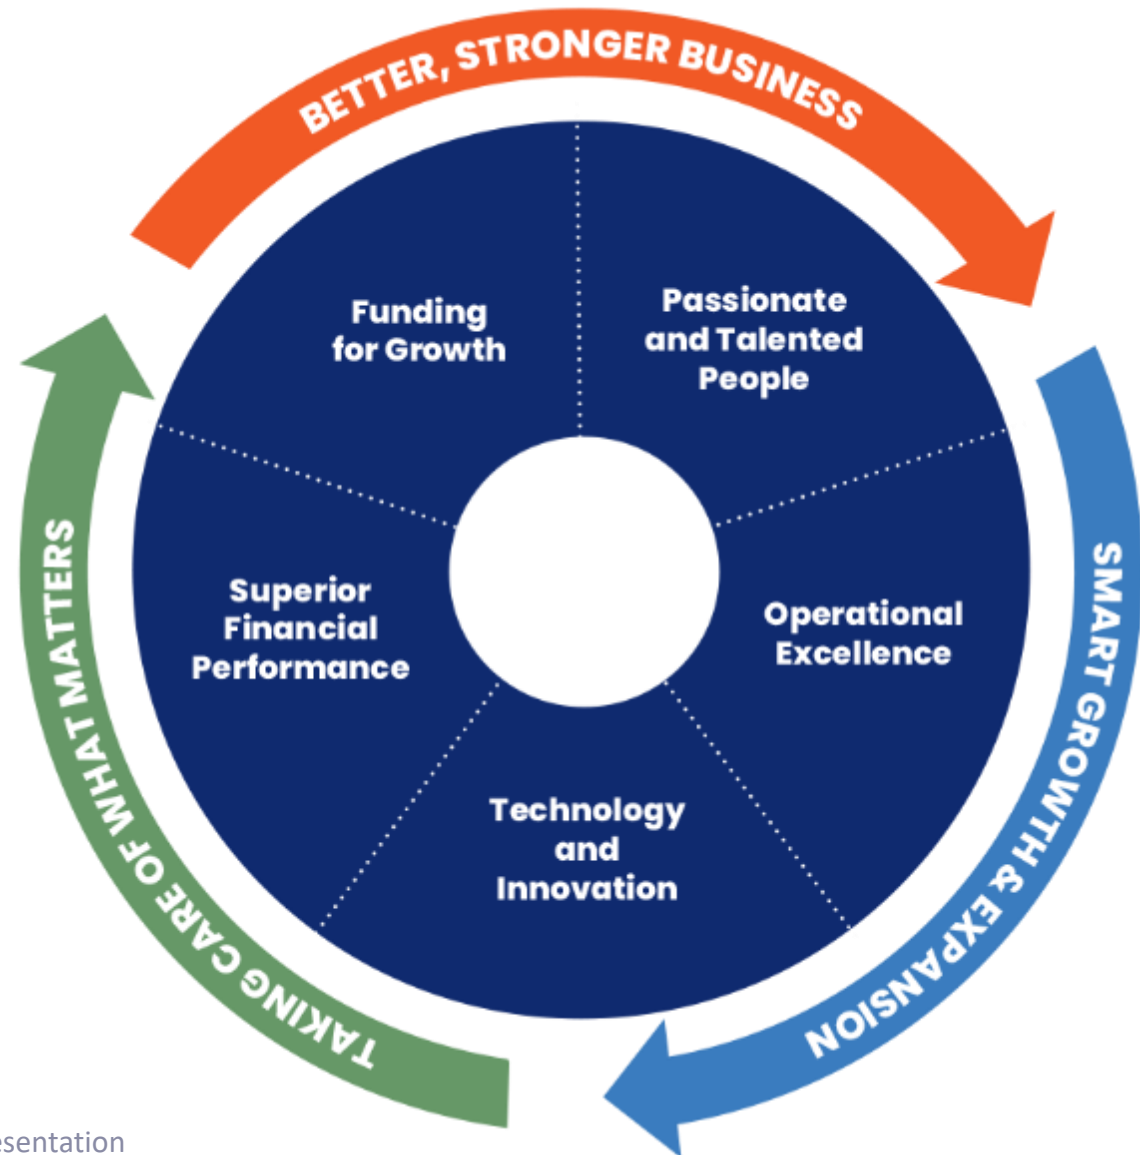 BETTER, STRONGER BUSINESS
Funding
for Growth
Passionate
and Talented
People
SMART GROWTH & EXPANSION
Operational
Excellence
Technology
and
Innovation
Superior
Financial
Performance
TAKING CARE OF WHAT MATTERS